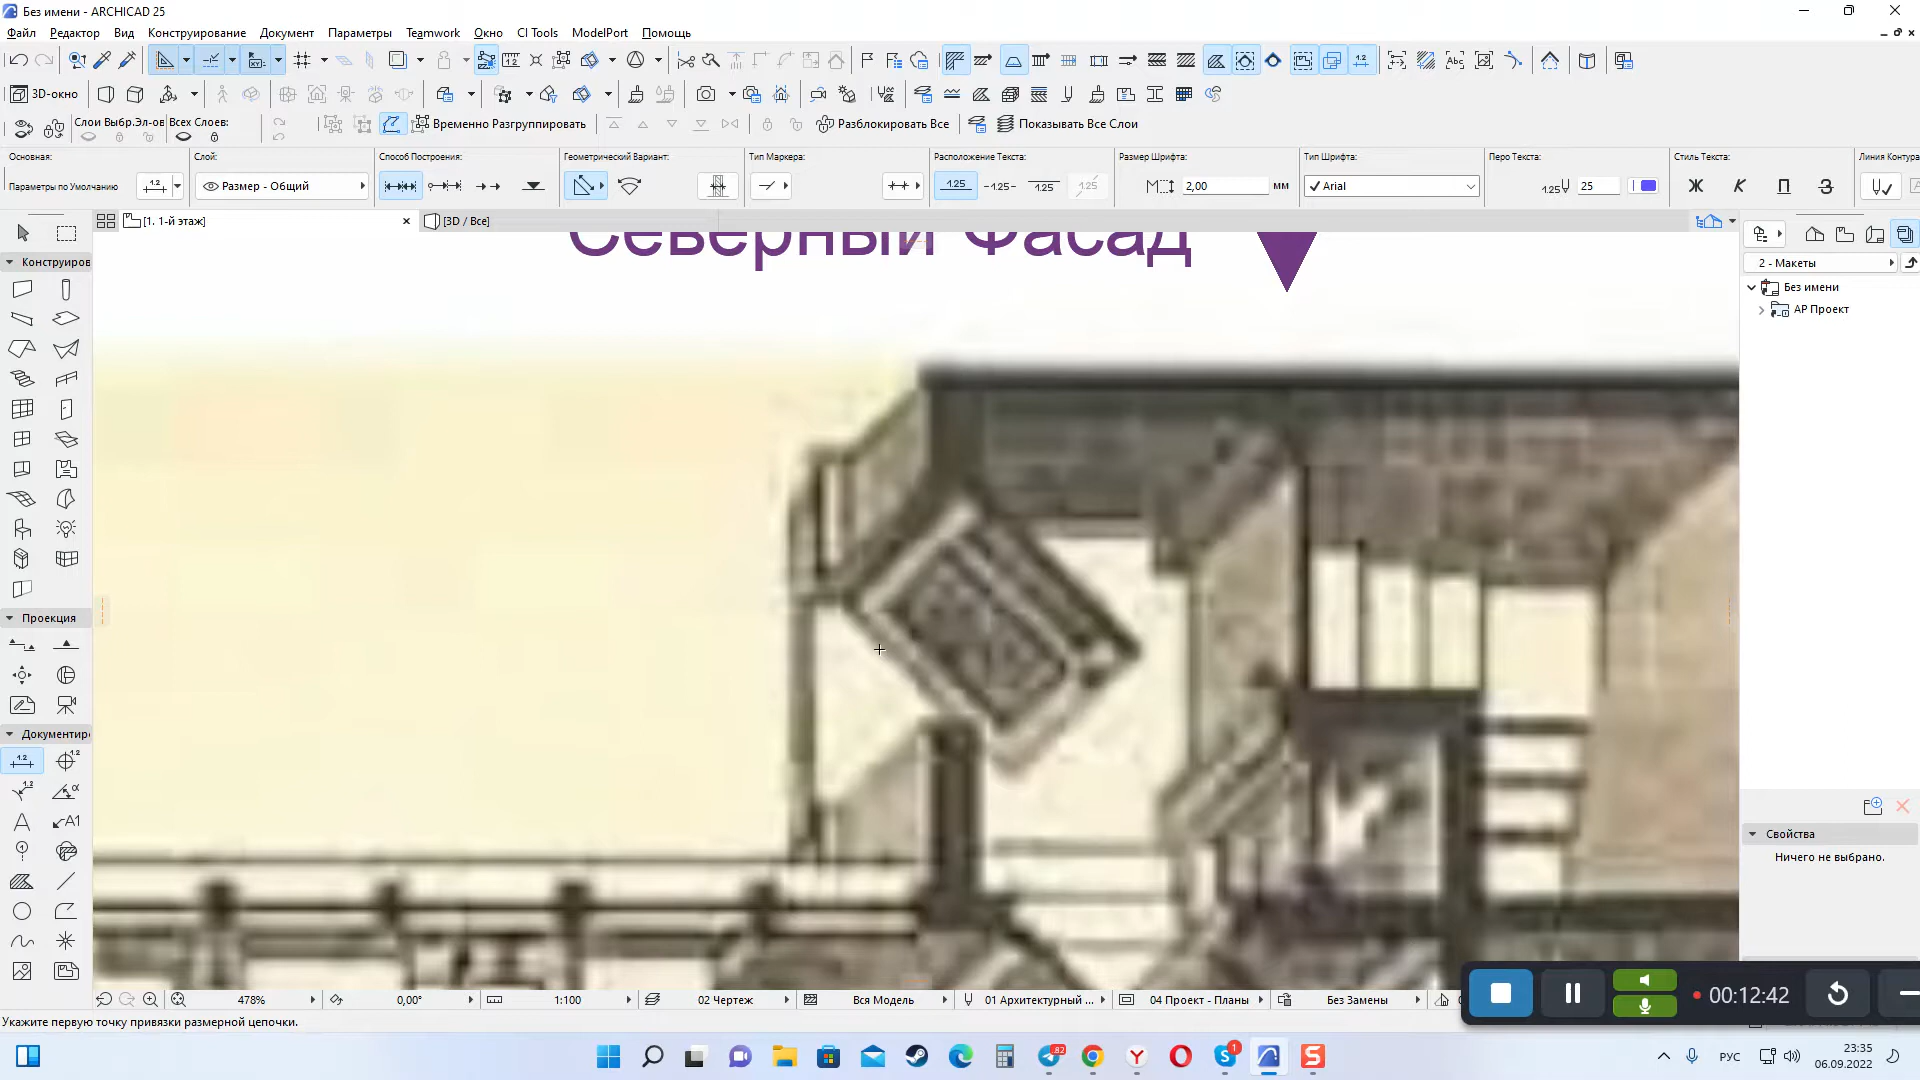 Без имени - ARCHICAD 25
Файл Редактор Вид Конструирование Документ Параметры Teamwork Окно CI Tools ModelPort Помощь
3D-окно
Слои Выбр.Эл-ов Всех Слоев: Временно Разгруппировать Разблокировать Все Показывать Все Слои
Основная: Слой: Способ Построения: Геометрический Вариант: Тип Маркера: Расположение Текста: Размер Шрифта: Тип Шрифта: Перо Текста: Стиль Текста: Линия Контура
Параметры по Умолчанию Размер - Общий 2,00 мм Arial 25 Ж К П З
[1. 1-й этаж] [3D / Все]
Северный Фасад
Конструиров
Проекция
Документир
2 - Макеты
Без имени
АР Проект
Свойства
Ничего не выбрано.
478% 0,00° 1:100 02 Чертеж Вся Модель 01 Архитектурный ... 04 Проект - Планы Без Замены
Укажите первую точку привязки размерной цепочки.
00:12:42
82 1 РУС 23:35
06.09.2022